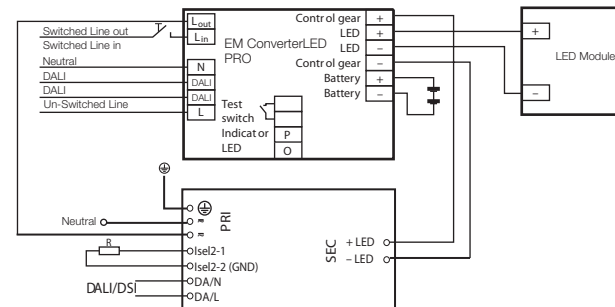 Switched Line out
Switched Line in
Neutral
DALI
DALI
Un-Switched Line
Lout
Lin
N
DALI
DALI
L
EM ConverterLED
PRO
Test
switch
Indicator
LED
P
O
Control gear +
LED +
LED –
Control gear –
Battery +
Battery –
+
–
LED Module
Neutral
R
DALI/DSI
PRI
≂
≂
Isel2-1
Isel2-2 (GND)
DA/N
DA/L
SEC
+ LED
– LED